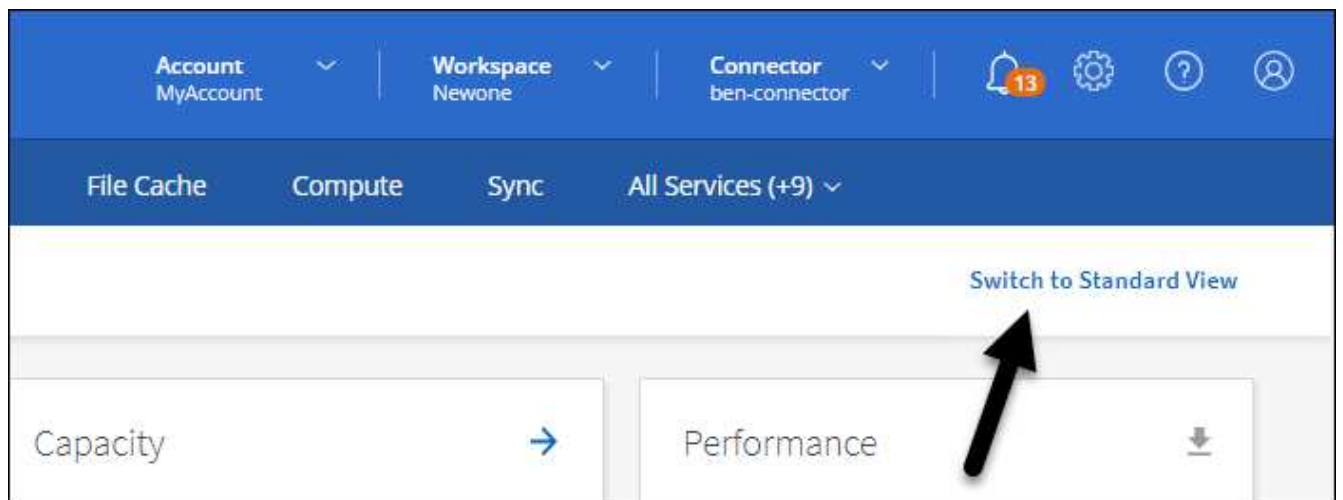 Account
MyAccount
Workspace
Newone
Connector
ben-connector
13
File Cache
Compute
Sync
All Services (+9)
Switch to Standard View
Capacity
Performance